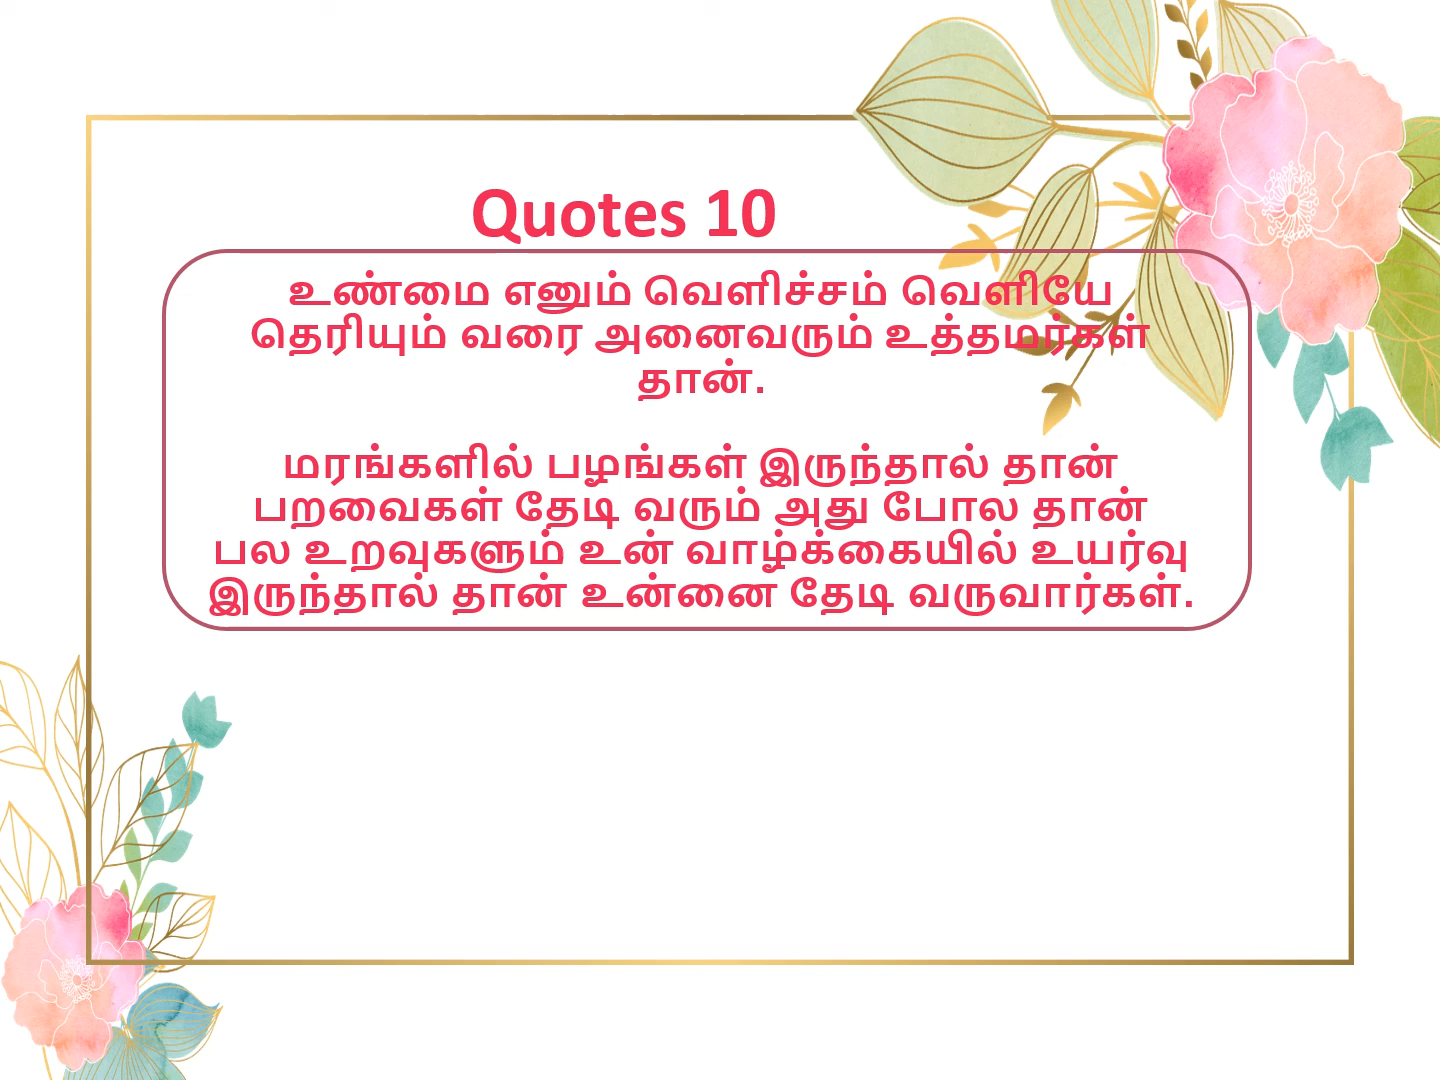 Quotes 10
உண்மை எனும் வெளிச்சம் வெளியே
தெரியும் வரை அனைவரும் உத்தமர்கள்
தான்.
மரங்களில் பழங்கள் இருந்தால் தான்
பறவைகள் தேடி வரும் அது போல தான்
பல உறவுகளும் உன் வாழ்க்கையில் உயர்வு
இருந்தால் தான் உன்னை தேடி வருவார்கள்.